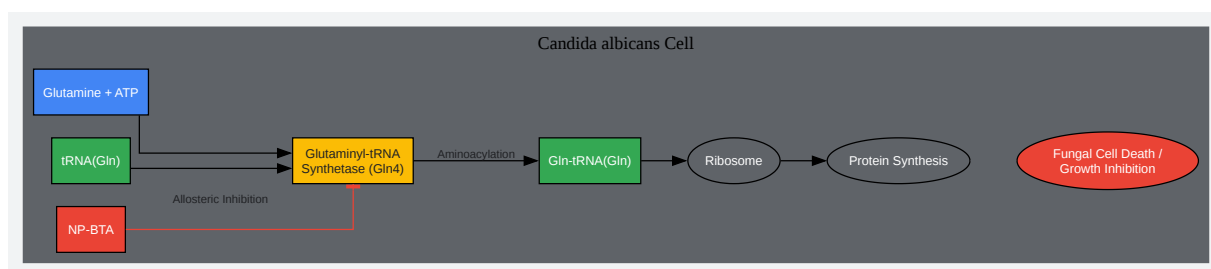 Candida albicans Cell
Glutamine + ATP
tRNA(Gln)
Glutaminyl-tRNA
Synthetase (Gln4)
Aminoacylation
Gln-tRNA(Gln)
Ribosome
Protein Synthesis
Fungal Cell Death /
Growth Inhibition
Allosteric Inhibition
NP-BTA